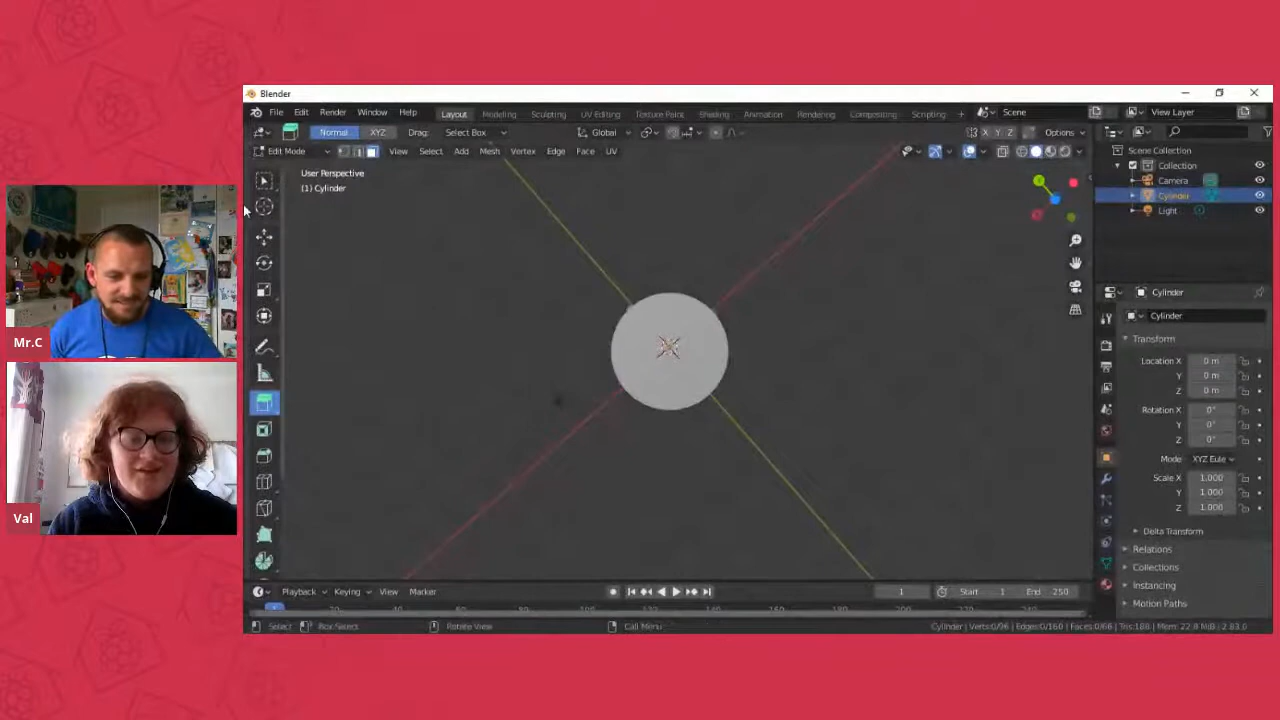 Blender
File Edit Render Window Help Layout Modeling Sculpting UV Editing Texture Paint Shading Animation Rendering Compositing Scripting Scene View Layer
Normal XYZ Drag: Select Box Global X Y Z Options
Edit Mode View Select Add Mesh Vertex Edge Face UV
User Perspective
(1) Cylinder
Scene Collection
Collection
Camera
Cylinder
Light
Cylinder
Cylinder
Transform
Location X 0 m
Y 0 m
Z 0 m
Rotation X 0°
Y 0°
Z 0°
Mode XYZ Eule
Scale X 1.000
Y 1.000
Z 1.000
Delta Transform
Relations
Collections
Instancing
Motion Paths
Mr.C
Val
Playback Keying View Marker 1 Start 1 End 250
Select Box Select Rotate View Call Menu